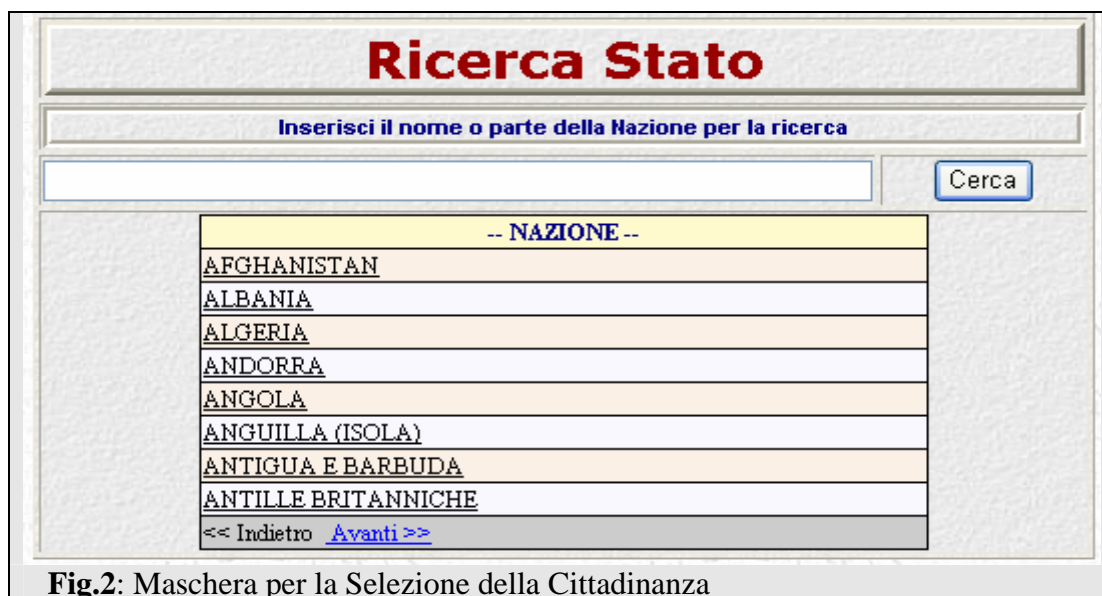 Ricerca Stato
Inserisci il nome o parte della Nazione per la ricerca
Cerca
-- NAZIONE --
AFGHANISTAN
ALBANIA
ALGERIA
ANDORRA
ANGOLA
ANGUILLA (ISOLA)
ANTIGUA E BARBUDA
ANTILLE BRITANNICHE
<< Indietro Avanti >>
Fig.2: Maschera per la Selezione della Cittadinanza